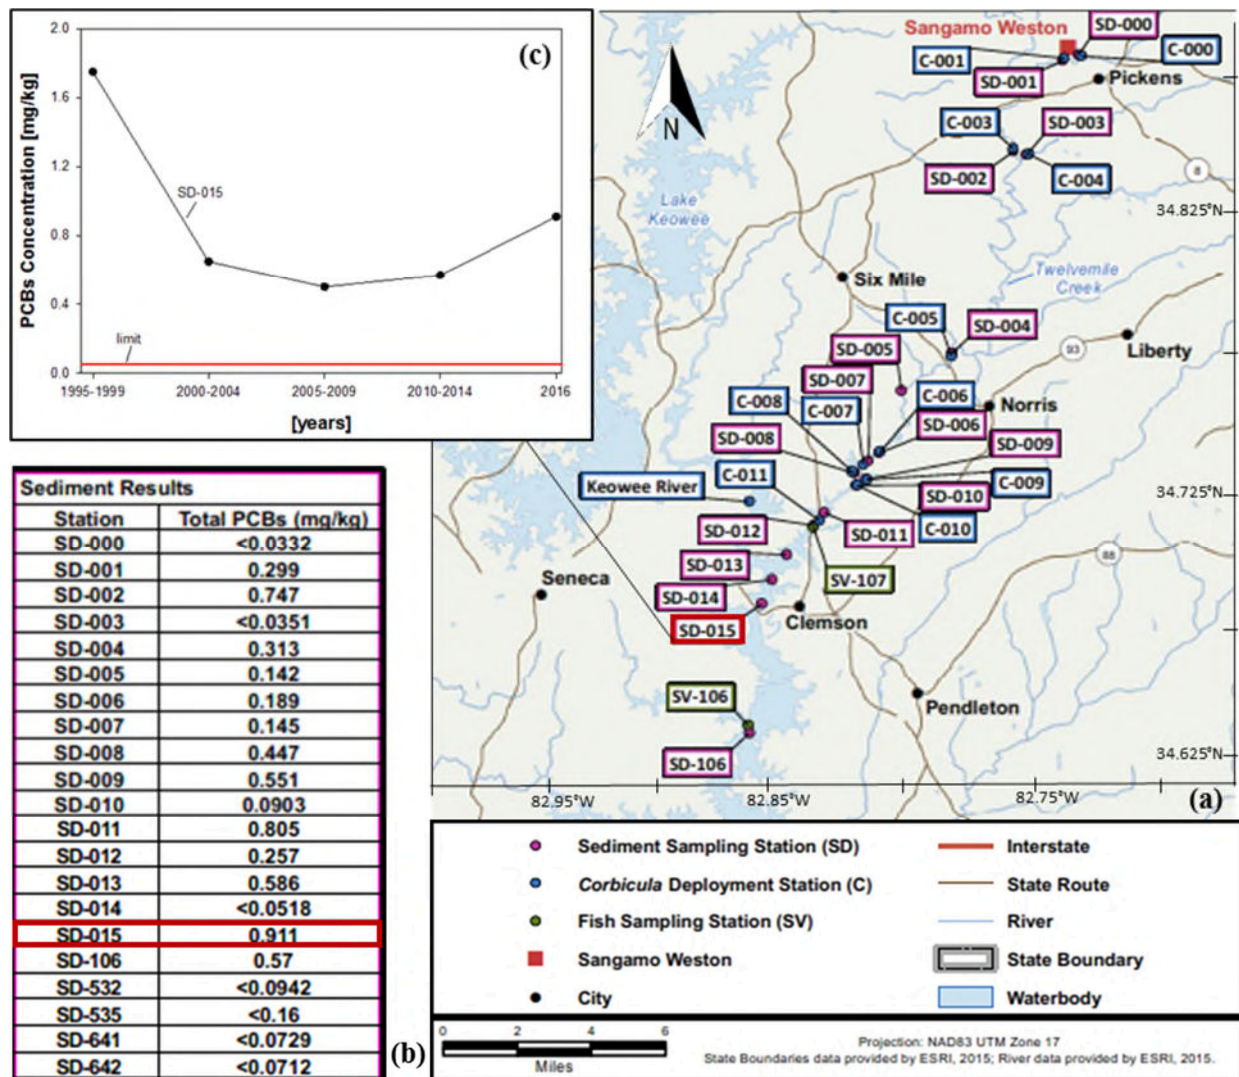 2.0
1.6
1.2
0.8
0.4
0.0
PCBs Concentration [mg/kg]
(c)
SD-015
limit
1995-1999
2000-2004
2005-2009
2010-2014
2016
[years]
Sangamo Weston
SD-000
C-001
C-000
SD-001
Pickens
N
C-003
SD-003
SD-002
C-004
8
34.825°N
Lake
Keowee
Six Mile
Twelvemile
Creek
C-005
SD-004
SD-005
93
Liberty
SD-007
C-008
C-007
C-006
Norris
SD-008
SD-006
SD-009
C-011
Keowee River
C-009
SD-010
34.725°N
SD-012
SD-011
C-010
SD-013
SV-107
88
Seneca
SD-014
SD-015
Clemson
SV-106
Pendleton
SD-106
34.625°N
82.95°W
82.85°W
82.75°W
(a)
Sediment Results
Station Total PCBs (mg/kg)
SD-000 <0.0332
SD-001 0.299
SD-002 0.747
SD-003 <0.0351
SD-004 0.313
SD-005 0.142
SD-006 0.189
SD-007 0.145
SD-008 0.447
SD-009 0.551
SD-010 0.0903
SD-011 0.805
SD-012 0.257
SD-013 0.586
SD-014 <0.0518
SD-015 0.911
SD-106 0.57
SD-532 <0.0942
SD-535 <0.16
SD-641 <0.0729
SD-642 <0.0712
(b)
Sediment Sampling Station (SD)
Corbicula Deployment Station (C)
Fish Sampling Station (SV)
Sangamo Weston
City
Interstate
State Route
River
State Boundary
Waterbody
0 2 4 6
Miles
Projection: NAD83 UTM Zone 17
State Boundaries data provided by ESRI, 2015; River data provided by ESRI, 2015.